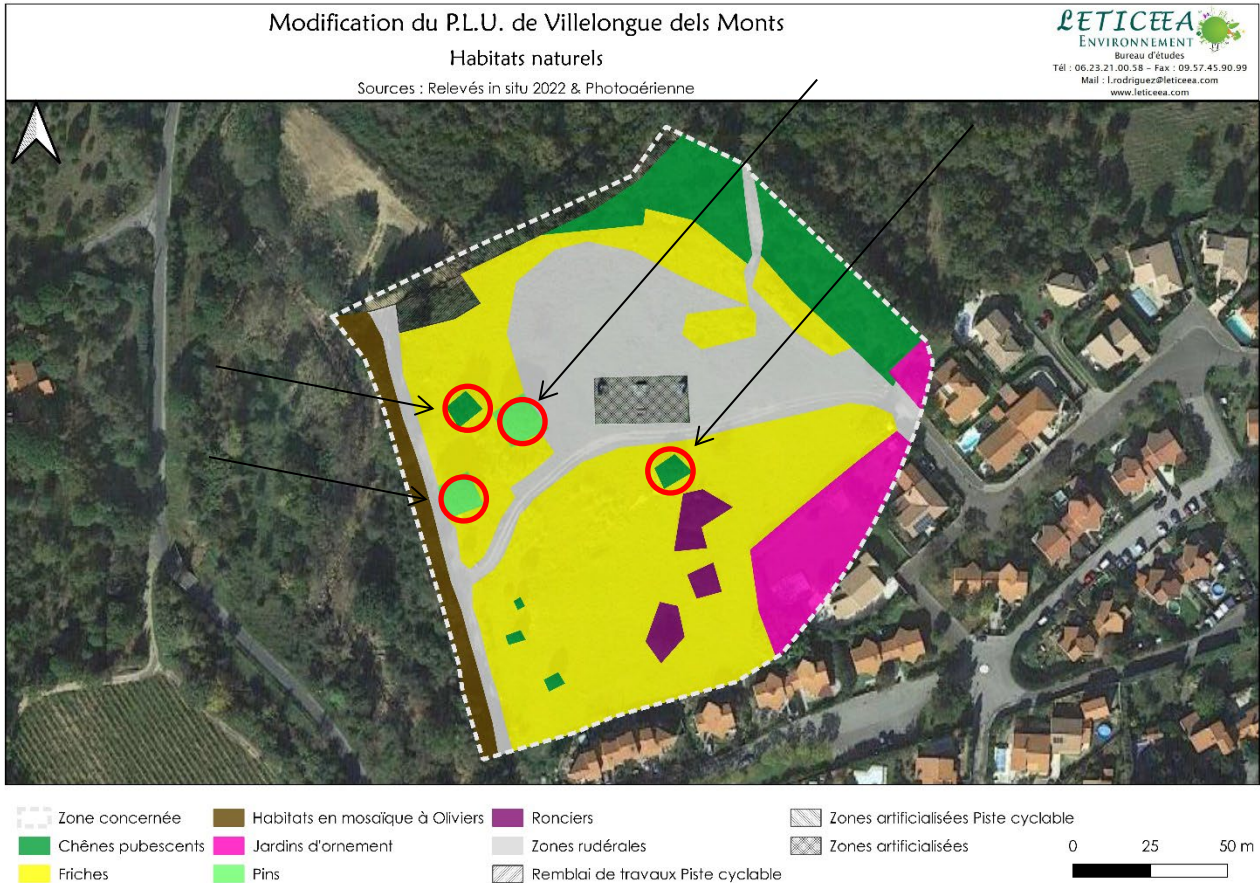 Modification du P.L.U. de Villelongue dels Monts
Habitats naturels
Sources : Relevés in situ 2022 & Photoaérienne
LETICEEA
ENVIRONNEMENT
Bureau d'études
Tél : 06.23.21.00.58 - Fax : 09.57.45.90.99
Mail : l.rodriguez@leticeea.com
www.leticeea.com
Zone concernée
Chênes pubescents
Friches
Habitats en mosaïque à Oliviers
Jardins d'ornement
Pins
Ronciers
Zones rudérales
Remblai de travaux Piste cyclable
Zones artificialisées Piste cyclable
Zones artificialisées
0 25 50 m